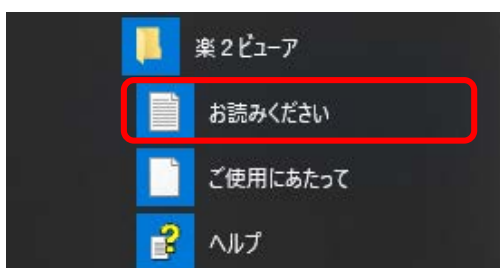 楽2ビューア
お読みください
ご使用にあたって
ヘルプ